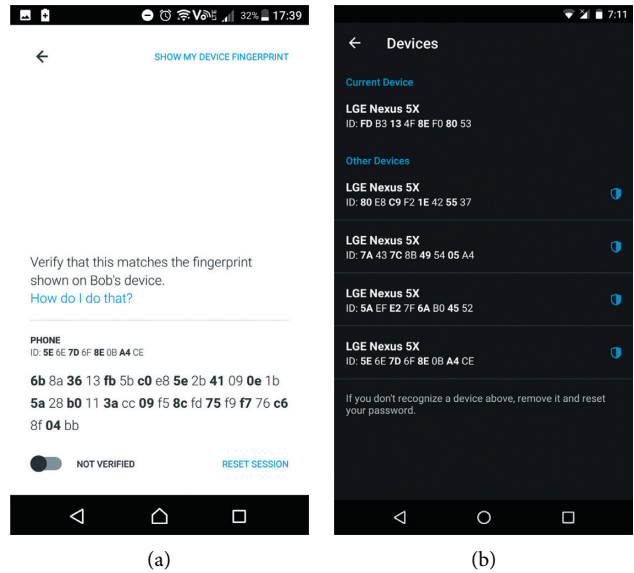 32% 17:39
SHOW MY DEVICE FINGERPRINT
Verify that this matches the fingerprint
shown on Bob's device.
How do I do that?
PHONE
ID: 5E 6E 7D 6F 8E 0B A4 CE
6b 8a 36 13 fb 5b c0 e8 5e 2b 41 09 0e 1b
5a 28 b0 11 3a cc 09 f5 8c fd 75 f9 f7 76 c6
8f 04 bb
NOT VERIFIED
RESET SESSION
(a)
7:11
Devices
Current Device
LGE Nexus 5X
ID: FD B3 13 4F 8E F0 80 53
Other Devices
LGE Nexus 5X
ID: 80 E8 C9 F2 1E 42 55 37
LGE Nexus 5X
ID: 7A 43 7C 8B 49 54 05 A4
LGE Nexus 5X
ID: 5A EF E2 7F 6A B0 45 52
LGE Nexus 5X
ID: 5E 6E 7D 6F 8E 0B A4 CE
If you don't recognize a device above, remove it and reset
your password.
(b)